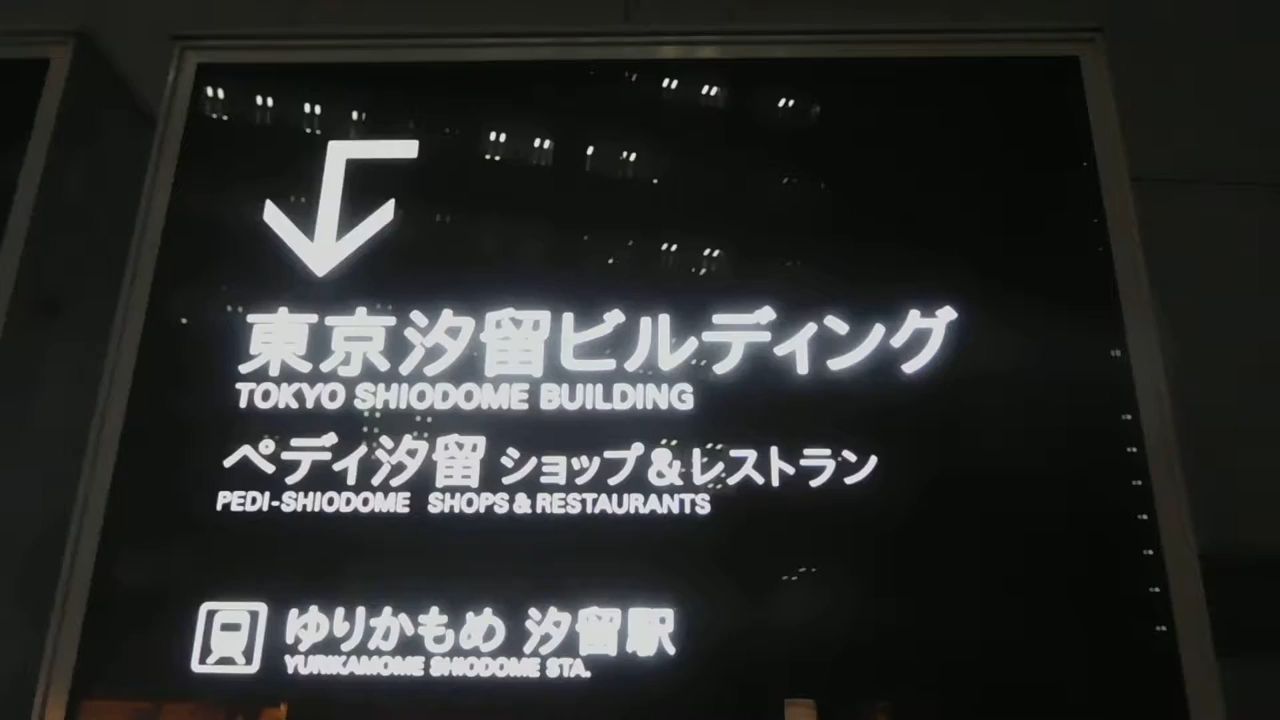 東京汐留ビルディング
TOKYO SHIODOME BUILDING
ペディ汐留 ショップ&レストラン
PEDI-SHIODOME SHOPS & RESTAURANTS
ゆりかもめ 汐留駅
YURIKAMOME SHIODOME STA.